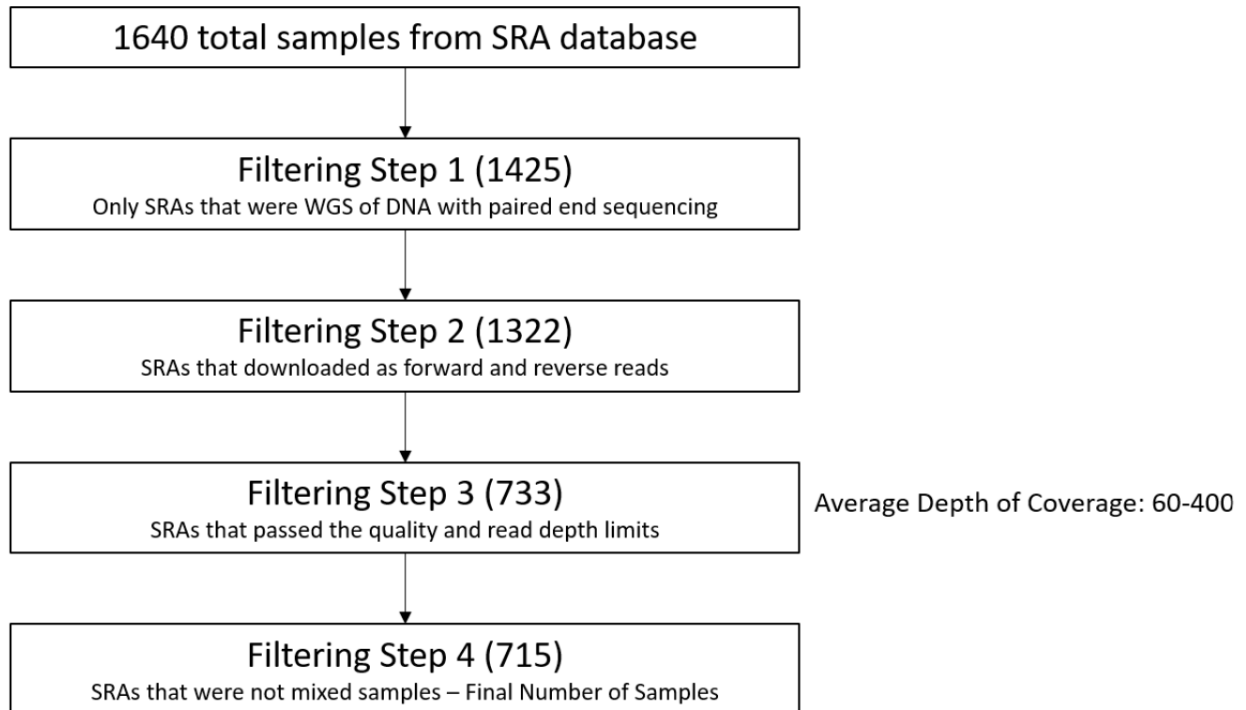 1640 total samples from SRA database
Filtering Step 1 (1425)
Only SRAs that were WGS of DNA with paired end sequencing
Filtering Step 2 (1322)
SRAs that downloaded as forward and reverse reads
Filtering Step 3 (733)
SRAs that passed the quality and read depth limits
Average Depth of Coverage: 60-400
Filtering Step 4 (715)
SRAs that were not mixed samples – Final Number of Samples